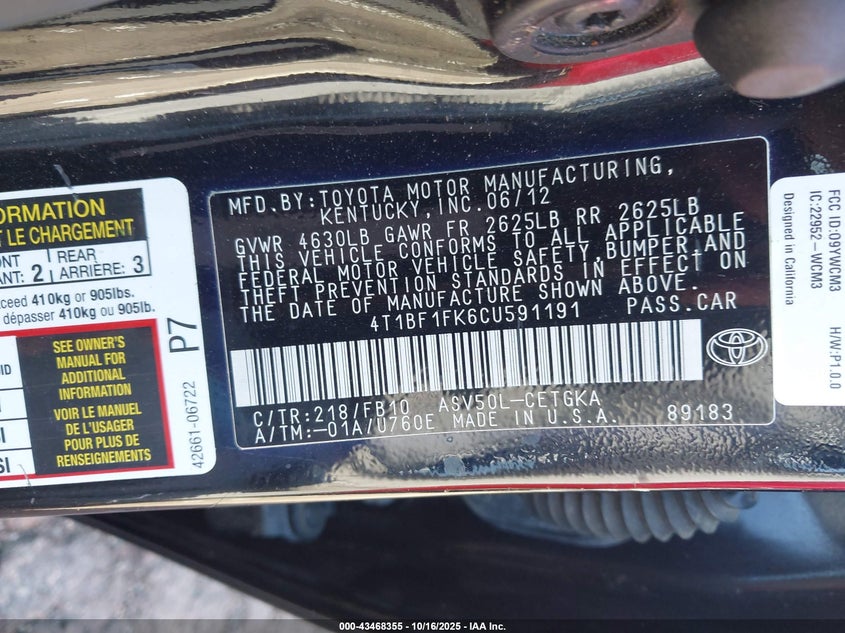 ORMATION
T LE CHARGEMENT
ONT
ANT: 2
REAR
ARRIÈRE: 3
xceed 410kg or 905lbs.
s dépasser 410kg ou 905lb.
SEE OWNER'S
MANUAL FOR
ADDITIONAL
INFORMATION
VOIR LE MANUEL
DE L'USAGER
POUR PLUS DE
RENSEIGNEMENTS
P7
42661-06722
MFD.BY:TOYOTA MOTOR MANUFACTURING,
KENTUCKY,INC.06/12
GVWR 4630LB GAWR FR 2625LB RR 2625LB
THIS VEHICLE CONFORMS TO ALL APPLICABLE
FEDERAL MOTOR VEHICLE SAFETY,BUMPER,AND
THEFT PREVENTION STANDARDS IN EFFECT ON
THE DATE OF MANUFACTURE SHOWN ABOVE.
4T1BF1FK6CU591191 PASS.CAR
C/TR:218/FB10 ASV50L-CETGKA
A/TM:-01A/U760E MADE IN U.S.A. 89183
FCC ID:O9YWCM3
IC:22952-WCM3
Designed in California
H/W:P1.0.0
000-43468355 - 10/16/2025 - IAA Inc.